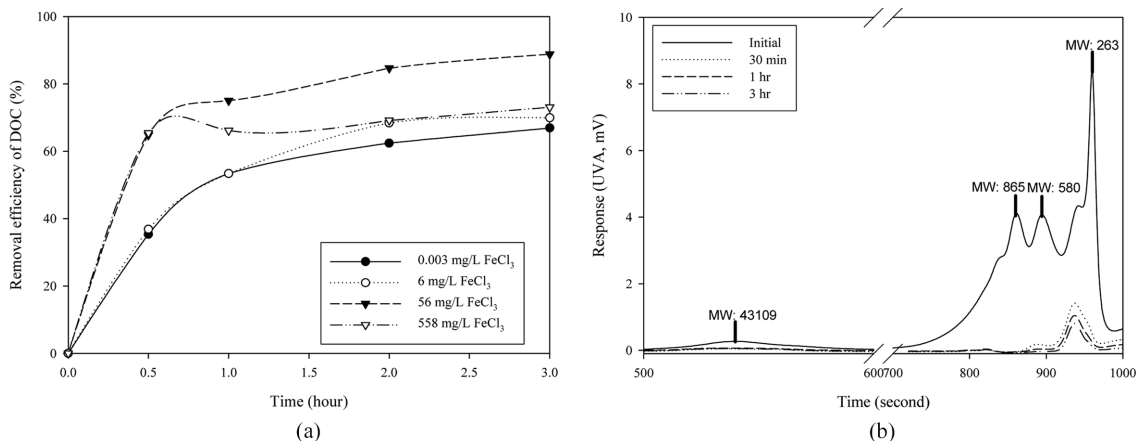 Removal efficiency of DOC (%)
100
80
60
40
20
0
0.003 mg/L FeCl₃
6 mg/L FeCl₃
56 mg/L FeCl₃
558 mg/L FeCl₃
0.0 0.5 1.0 1.5 2.0 2.5 3.0
Time (hour)
(a)
Response (UVA, mV)
10
8
6
4
2
0
Initial
30 min
1 hr
3 hr
MW: 263
MW: 865 MW: 580
MW: 43109
500 600 700 800 900 1000
Time (second)
(b)